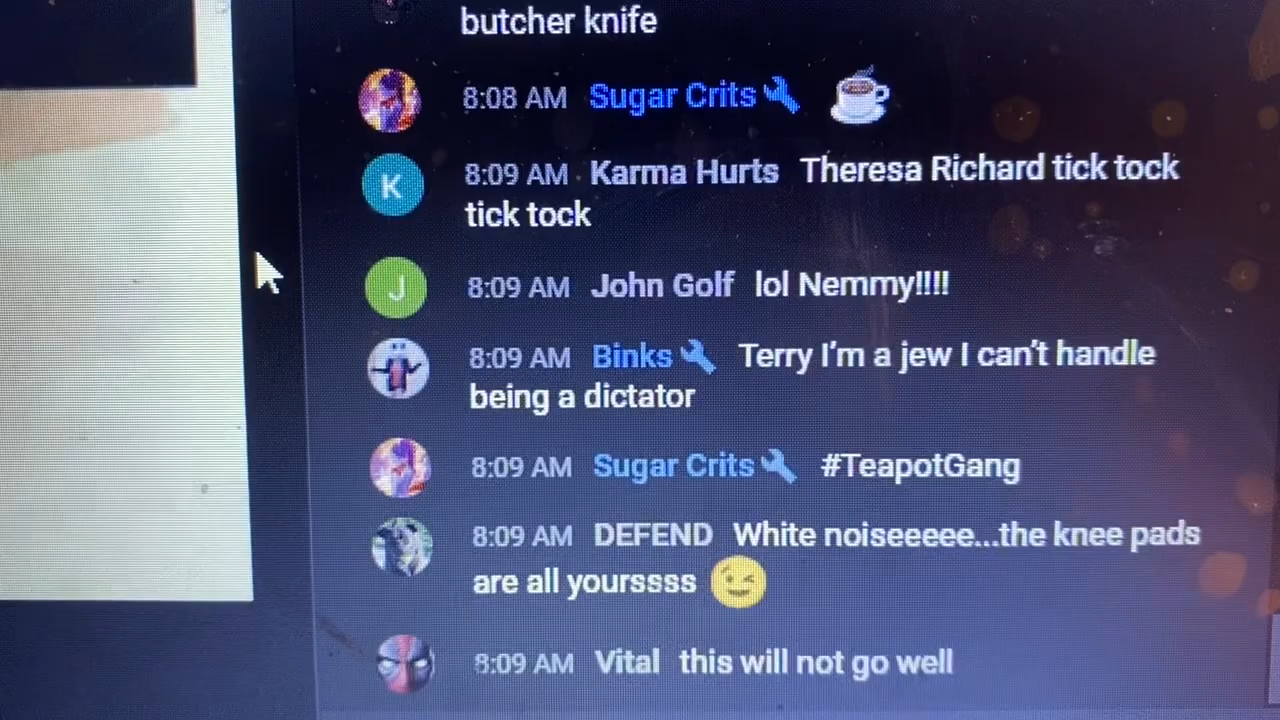 butcher knife
8:08 AM Sugar Crits
K 8:09 AM Karma Hurts Theresa Richard tick tock
tick tock
J 8:09 AM John Golf lol Nemmy!!!!
8:09 AM Binks Terry I'm a jew I can't handle
being a dictator
8:09 AM Sugar Crits #TeapotGang
8:09 AM DEFEND White noiseeeee...the knee pads
are all yourssss
8:09 AM Vital this will not go well